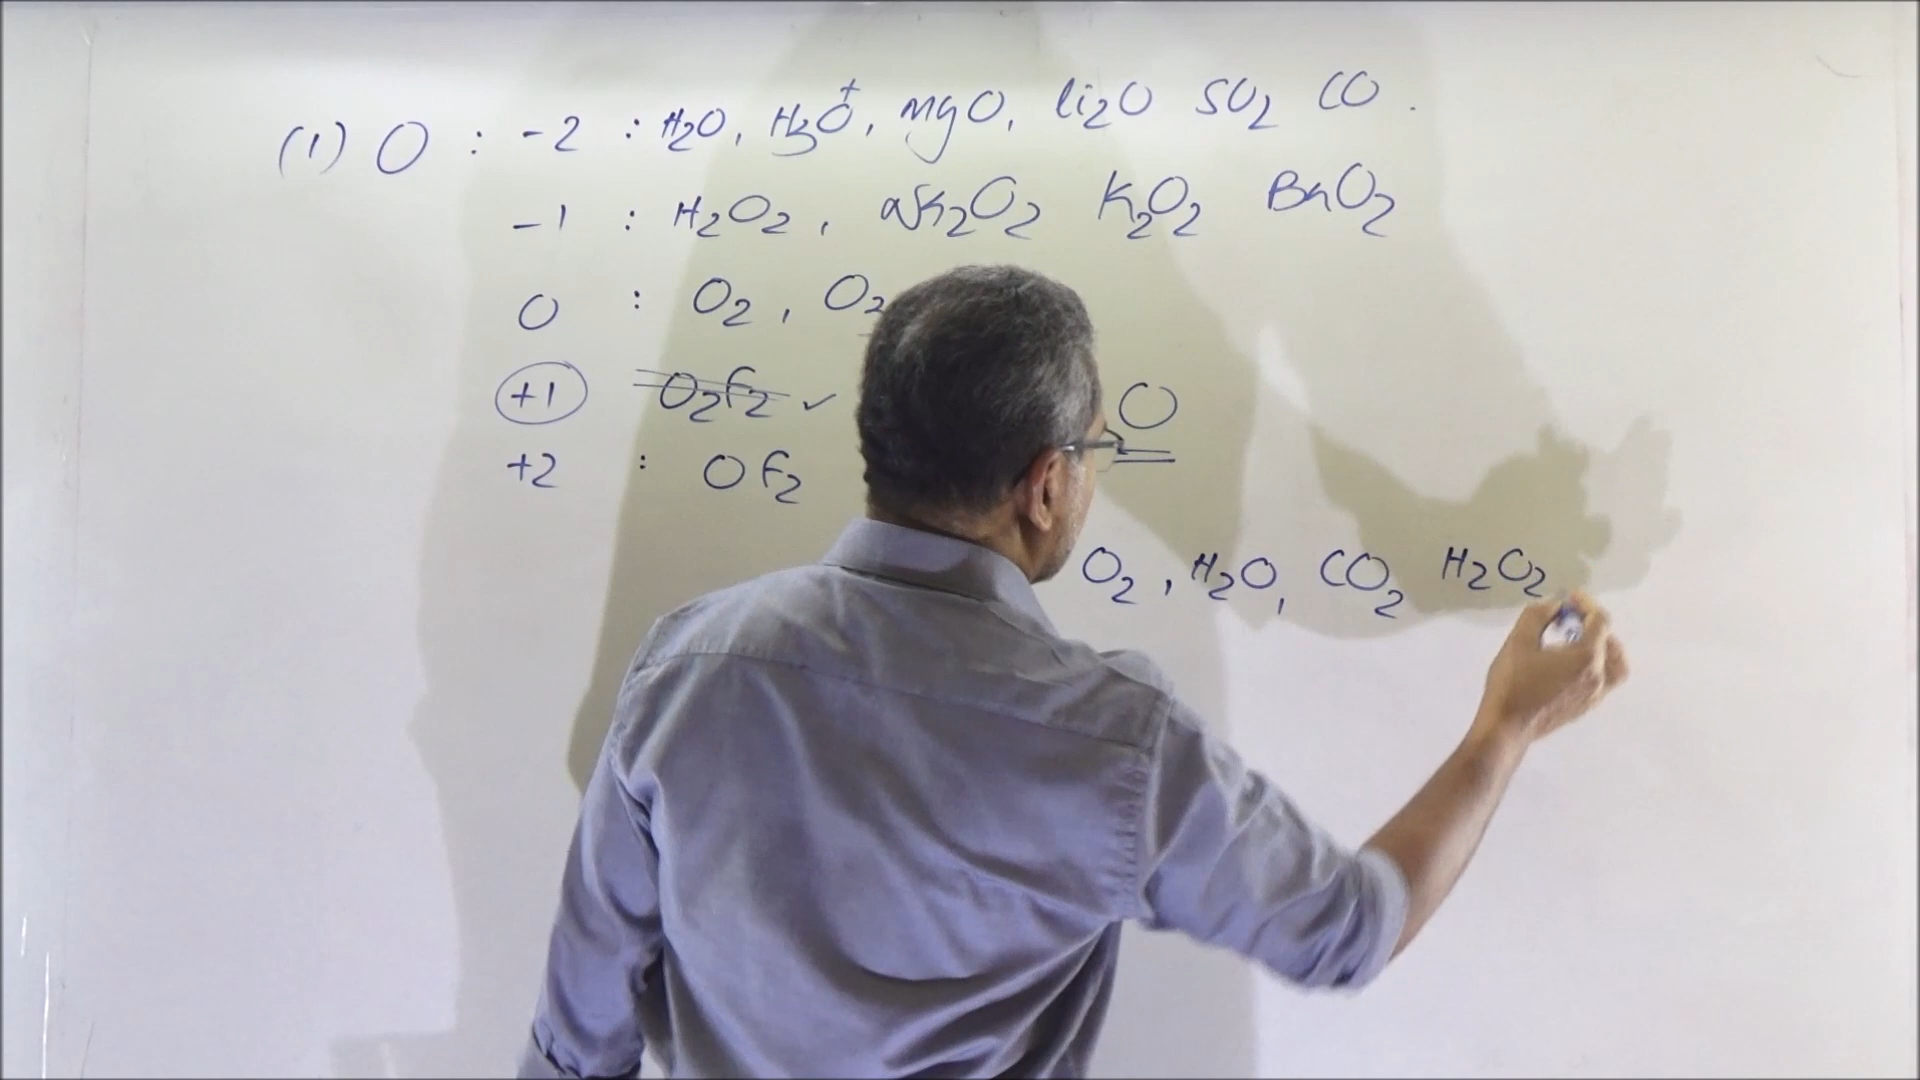 (1) O : -2 : H2O, H3O+, MgO, Li2O SO2 CO .
-1 : H2O2, K2O2 BaO2
0 : O2, O2
+1 O2F2 ✓ O
+2 : OF2
O2, H2O, CO2 H2O2